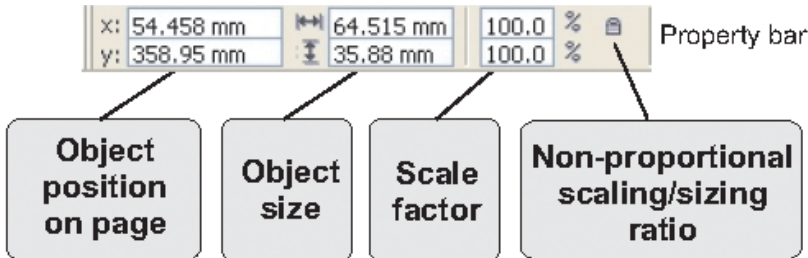 x: 54.458 mm 64.515 mm 100.0 %
y: 358.95 mm 35.88 mm 100.0 %
Property bar
Object
position
on page
Object
size
Scale
factor
Non-proportional
scaling/sizing
ratio